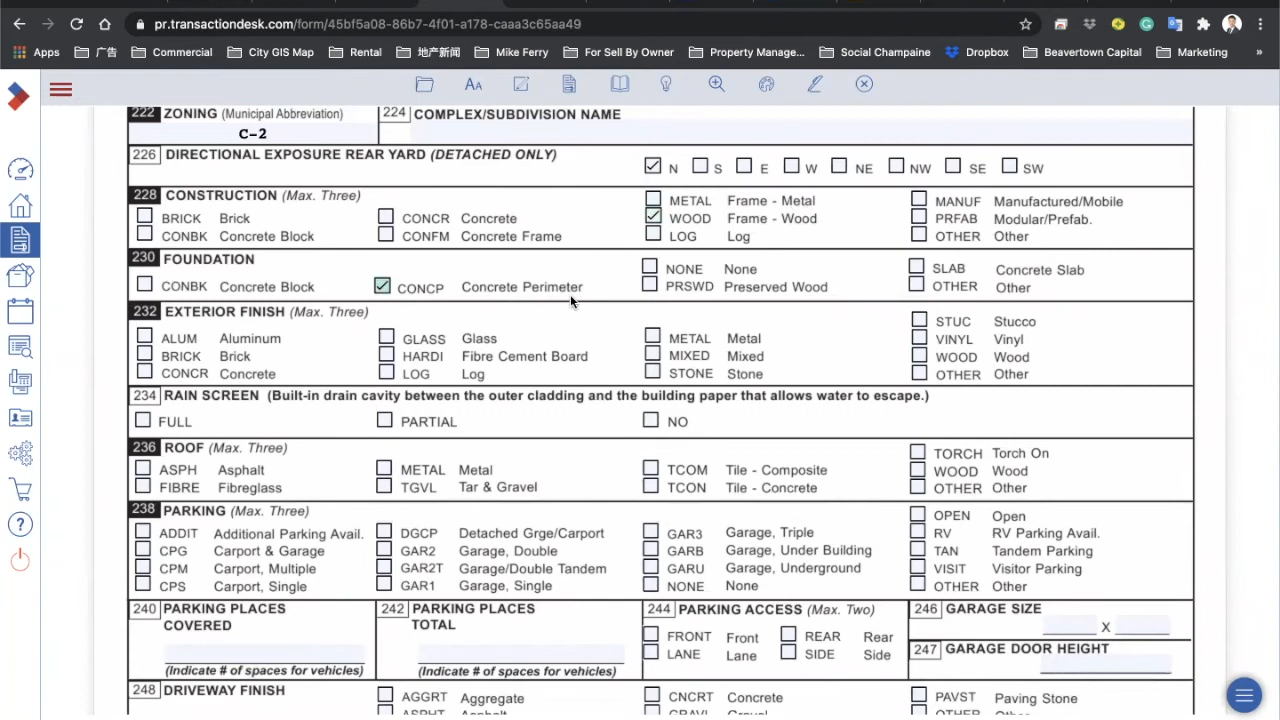 pr.transactiondesk.com/form/45bf5a08-86b7-4f01-a178-caaa3c65aa49
Apps 广告 Commercial City GIS Map Rental 地产新闻 Mike Ferry For Sell By Owner Property Manage... Social Champaine Dropbox Beavertown Capital Marketing »
222 ZONING (Municipal Abbreviation) 224 COMPLEX/SUBDIVISION NAME
C-2
226 DIRECTIONAL EXPOSURE REAR YARD (DETACHED ONLY) N S E W NE NW SE SW
228 CONSTRUCTION (Max. Three) METAL Frame - Metal MANUF Manufactured/Mobile
BRICK Brick CONCR Concrete WOOD Frame - Wood PRFAB Modular/Prefab.
CONBK Concrete Block CONFM Concrete Frame LOG Log OTHER Other
230 FOUNDATION NONE None SLAB Concrete Slab
CONBK Concrete Block CONCP Concrete Perimeter PRSWD Preserved Wood OTHER Other
232 EXTERIOR FINISH (Max. Three) STUC Stucco
ALUM Aluminum GLASS Glass METAL Metal VINYL Vinyl
BRICK Brick HARDI Fibre Cement Board MIXED Mixed WOOD Wood
CONCR Concrete LOG Log STONE Stone OTHER Other
234 RAIN SCREEN (Built-in drain cavity between the outer cladding and the building paper that allows water to escape.)
FULL PARTIAL NO
236 ROOF (Max. Three) TORCH Torch On
ASPH Asphalt METAL Metal TCOM Tile - Composite WOOD Wood
FIBRE Fibreglass TGVL Tar & Gravel TCON Tile - Concrete OTHER Other
238 PARKING (Max. Three) OPEN Open
ADDIT Additional Parking Avail. DGCP Detached Grge/Carport GAR3 Garage, Triple RV RV Parking Avail.
CPG Carport & Garage GAR2 Garage, Double GARB Garage, Under Building TAN Tandem Parking
CPM Carport, Multiple GAR2T Garage/Double Tandem GARU Garage, Underground VISIT Visitor Parking
CPS Carport, Single GAR1 Garage, Single NONE None OTHER Other
240 PARKING PLACES 242 PARKING PLACES 244 PARKING ACCESS (Max. Two) 246 GARAGE SIZE
COVERED TOTAL X
FRONT Front REAR Rear
LANE Lane SIDE Side 247 GARAGE DOOR HEIGHT
(Indicate # of spaces for vehicles) (Indicate # of spaces for vehicles)
248 DRIVEWAY FINISH AGGRT Aggregate CNCRT Concrete PAVST Paving Stone